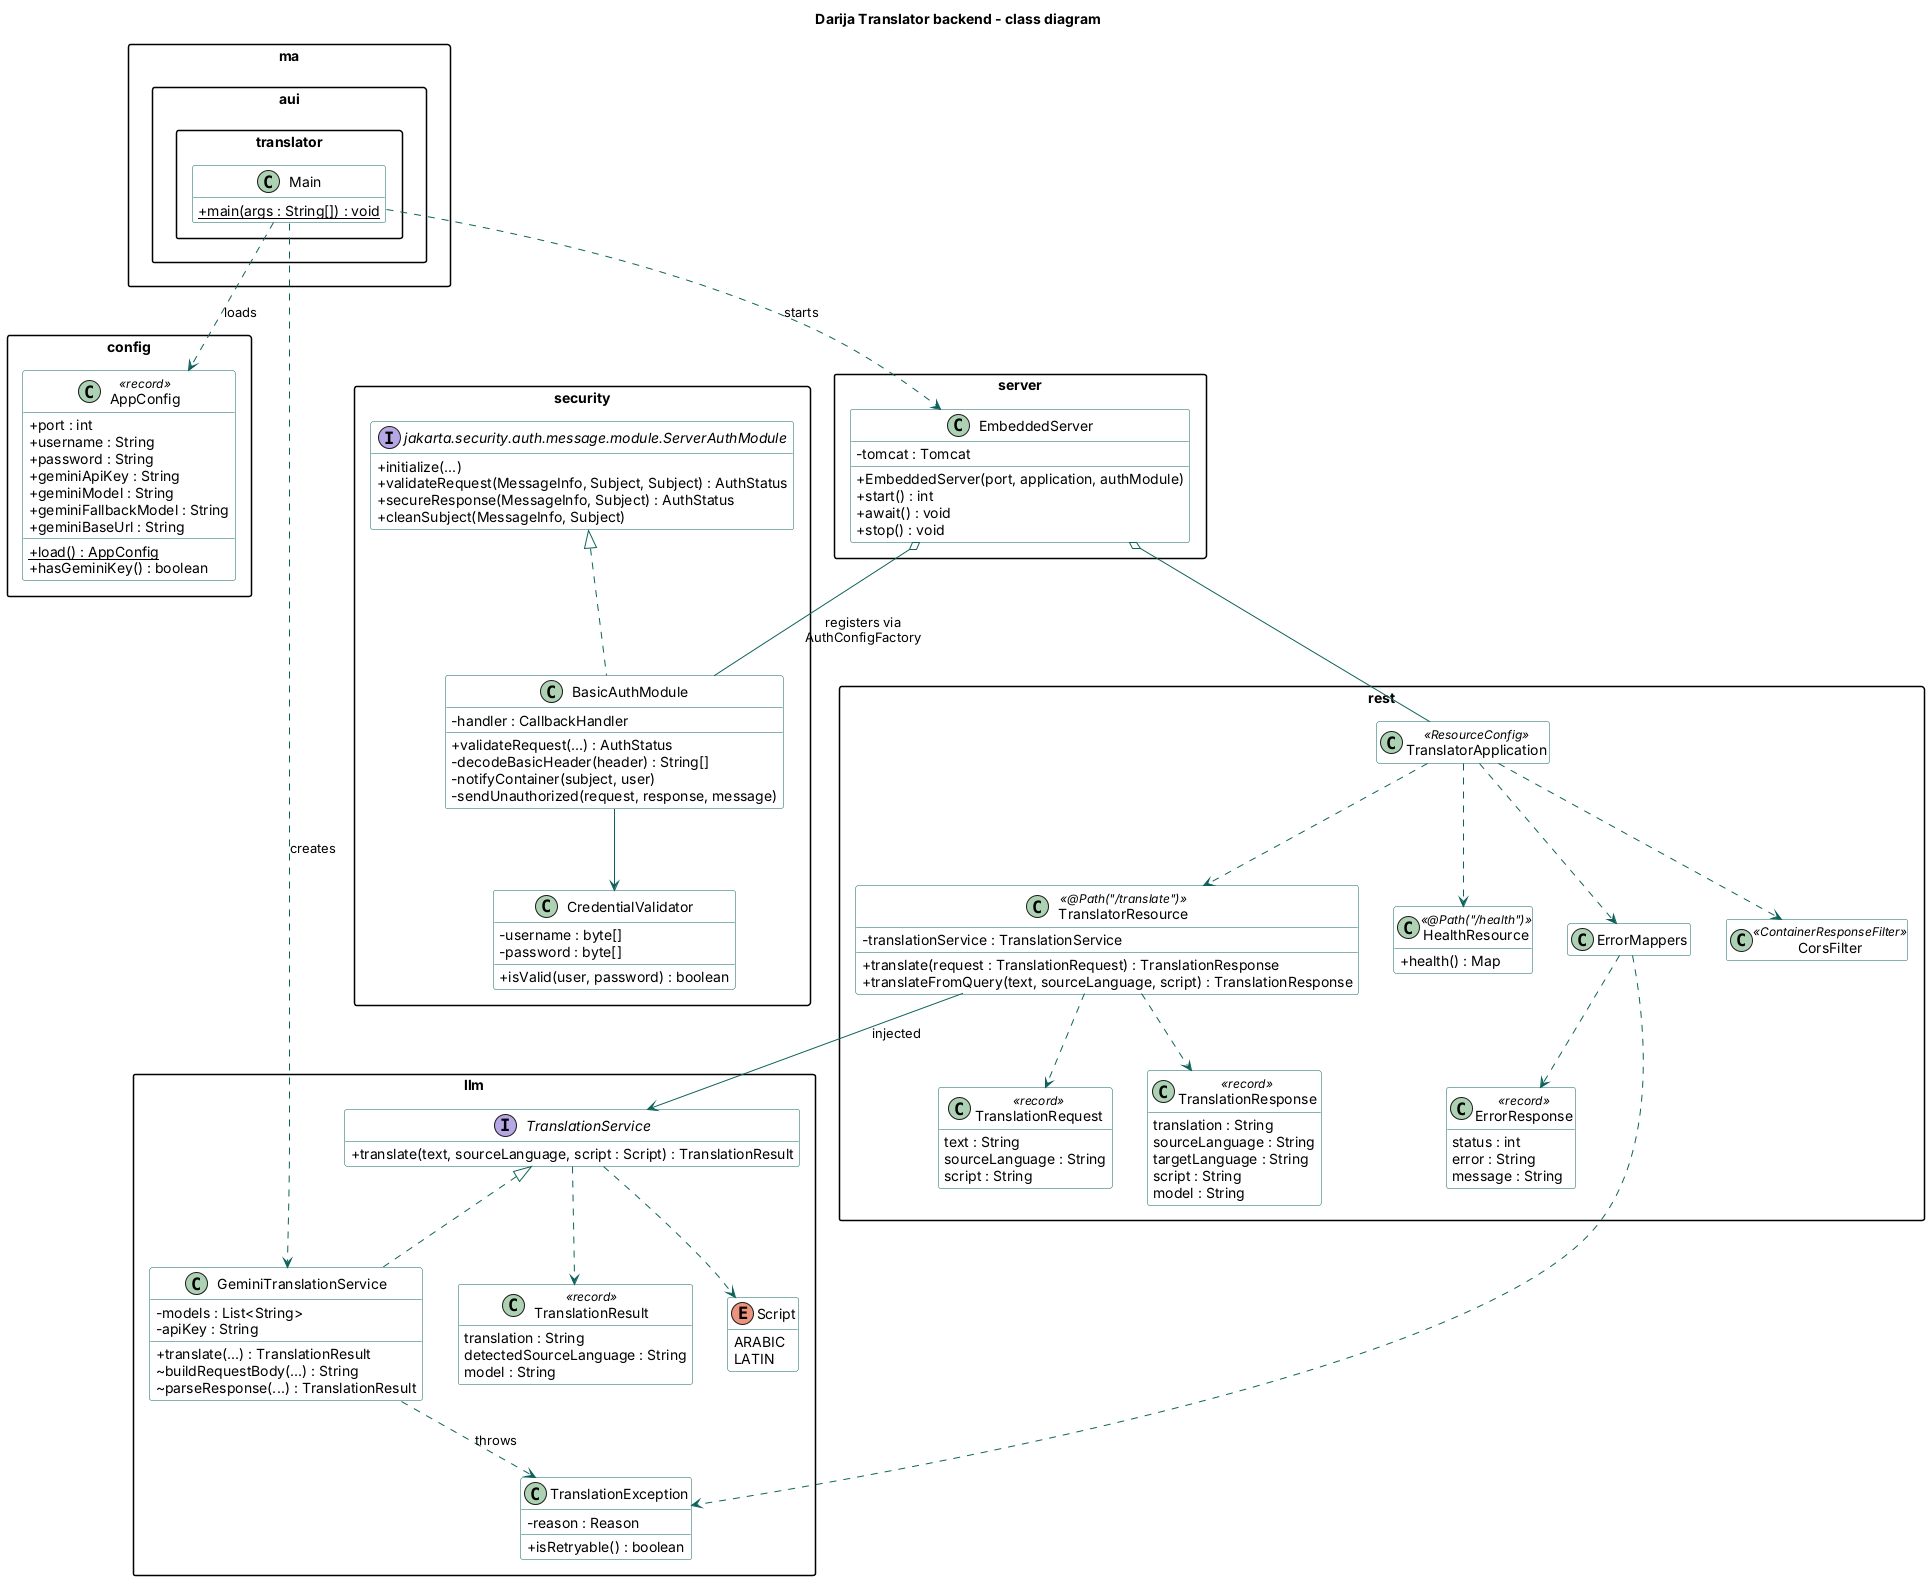 Darija Translator backend - class diagram
ma
aui
translator
C
Main
+main(args : String[]) : void
loads
starts
config
«record»
C
AppConfig
+port : int
+username : String
+password : String
+geminiApiKey : String
+geminiModel : String
+geminiFallbackModel : String
+geminiBaseUrl : String
+load() : AppConfig
+hasGeminiKey() : boolean
security
I
jakarta.security.auth.message.module.ServerAuthModule
+initialize(...)
+validateRequest(MessageInfo, Subject, Subject) : AuthStatus
+secureResponse(MessageInfo, Subject) : AuthStatus
+cleanSubject(MessageInfo, Subject)
server
C
EmbeddedServer
-tomcat : Tomcat
+EmbeddedServer(port, application, authModule)
+start() : int
+await() : void
+stop() : void
registers via
AuthConfigFactory
C
BasicAuthModule
-handler : CallbackHandler
+validateRequest(...) : AuthStatus
-decodeBasicHeader(header) : String[]
-notifyContainer(subject, user)
-sendUnauthorized(request, response, message)
creates
C
CredentialValidator
-username : byte[]
-password : byte[]
+isValid(user, password) : boolean
rest
«ResourceConfig»
C
TranslatorApplication
«@Path("/translate")»
C
TranslatorResource
-translationService : TranslationService
+translate(request : TranslationRequest) : TranslationResponse
+translateFromQuery(text, sourceLanguage, script) : TranslationResponse
«@Path("/health")»
C
HealthResource
+health() : Map
C
ErrorMappers
«ContainerResponseFilter»
C
CorsFilter
injected
«record»
C
TranslationRequest
text : String
sourceLanguage : String
script : String
«record»
C
TranslationResponse
translation : String
sourceLanguage : String
targetLanguage : String
script : String
model : String
«record»
C
ErrorResponse
status : int
error : String
message : String
llm
I
TranslationService
+translate(text, sourceLanguage, script : Script) : TranslationResult
C
GeminiTranslationService
-models : List<String>
-apiKey : String
+translate(...) : TranslationResult
~buildRequestBody(...) : String
~parseResponse(...) : TranslationResult
«record»
C
TranslationResult
translation : String
detectedSourceLanguage : String
model : String
E
Script
ARABIC
LATIN
throws
C
TranslationException
-reason : Reason
+isRetryable() : boolean